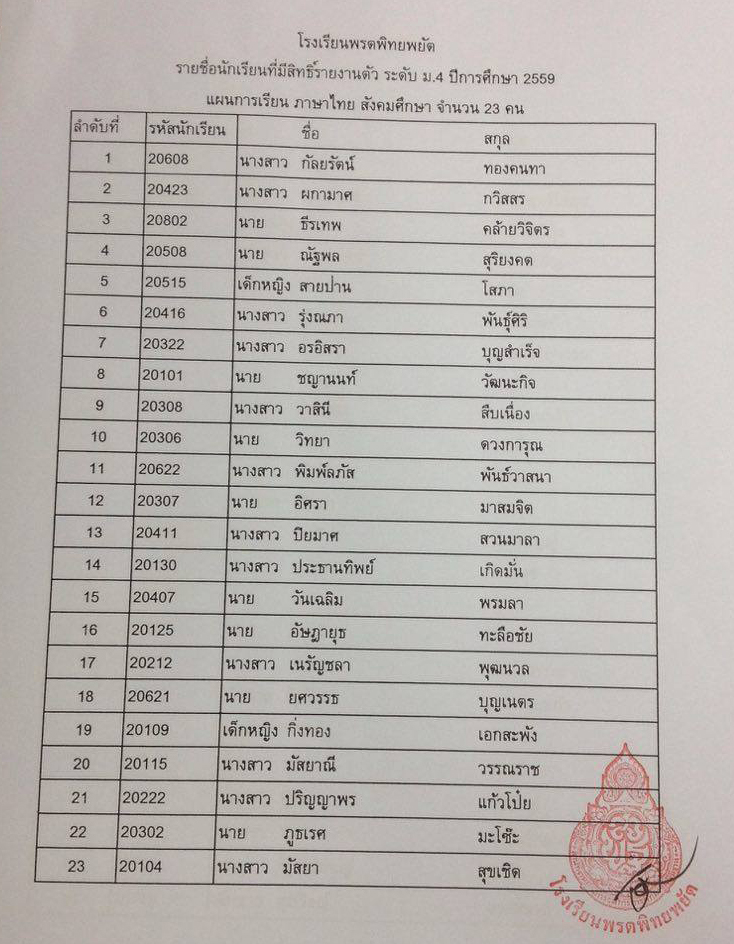 โรงเรียนพรตพิทยพยัต
รายชื่อนักเรียนที่มีสิทธิ์รายงานตัว ระดับ ม.4 ปีการศึกษา 2559
แผนการเรียน ภาษาไทย สังคมศึกษา จำนวน 23 คน
ลำดับที่ รหัสนักเรียน ชื่อ สกุล
1 20608 นางสาว กัลยรัตน์ ทองคนทา
2 20423 นางสาว ผกามาศ กวิสสร
3 20802 นาย ธีรเทพ คล้ายวิจิตร
4 20508 นาย ณัฐพล สุริยงคต
5 20515 เด็กหญิง สายป่าน โสภา
6 20416 นางสาว รุ่งณภา พันธุ์ศิริ
7 20322 นางสาว อรอิสรา บุญสำเร็จ
8 20101 นาย ชญานนท์ วัฒนะกิจ
9 20308 นางสาว วาสินี สืบเนื่อง
10 20306 นาย วิทยา ดวงการุณ
11 20622 นางสาว พิมพ์ลภัส พันธ์วาสนา
12 20307 นาย อิศรา มาสมจิต
13 20411 นางสาว ปิยมาศ สวนมาลา
14 20130 นางสาว ประธานทิพย์ เกิดมั่น
15 20407 นาย วันเฉลิม พรมลา
16 20125 นาย อัษฎายุธ ทะลือชัย
17 20212 นางสาว เนรัญชลา พุฒนวล
18 20621 นาย ยศวรรธ บุญเนตร
19 20109 เด็กหญิง กิ่งทอง เอกสะพัง
20 20115 นางสาว มัสยาณี วรรณราช
21 20222 นางสาว ปริญญาพร แก้วโป๋ย
22 20302 นาย ภูธเรศ มะโซ๊ะ
23 20104 นางสาว มัสยา สุขเชิด
โรงเรียนพรตพิทยพยัต